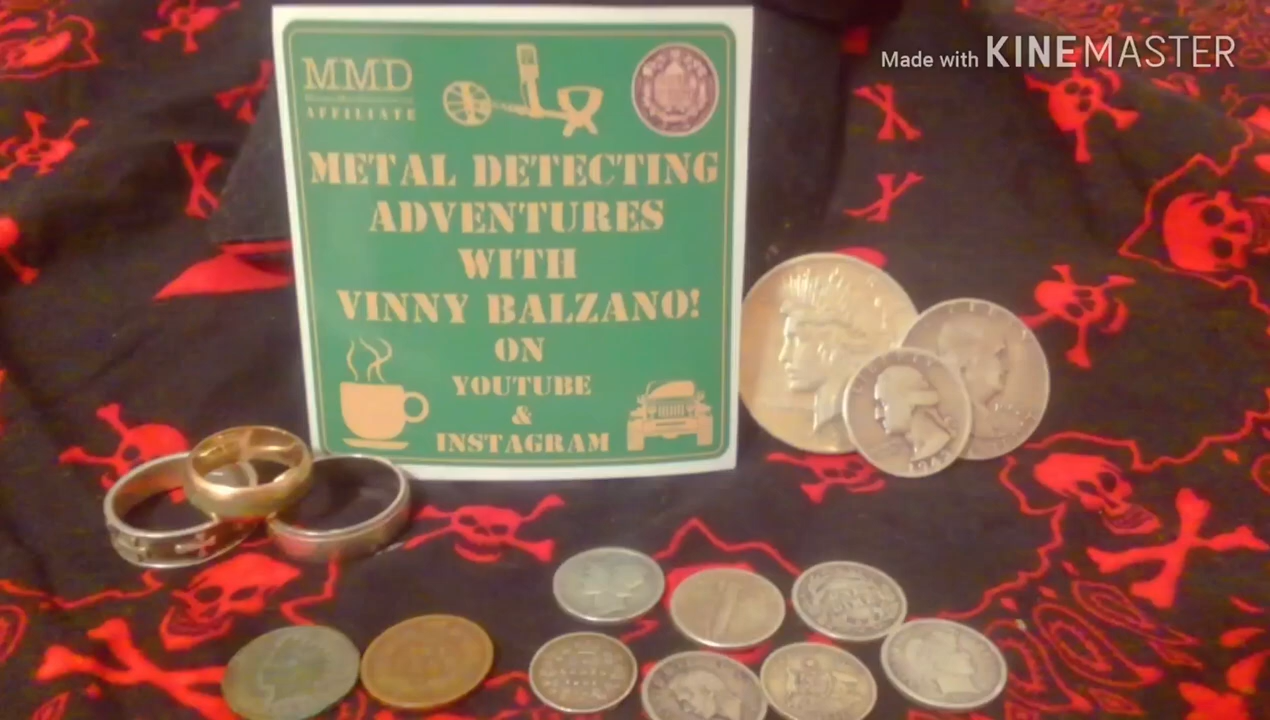 Made with KINEMASTER
MMD
AFFILIATE
METAL DETECTING
ADVENTURES
WITH
VINNY BALZANO!
ON
YOUTUBE
&
INSTAGRAM